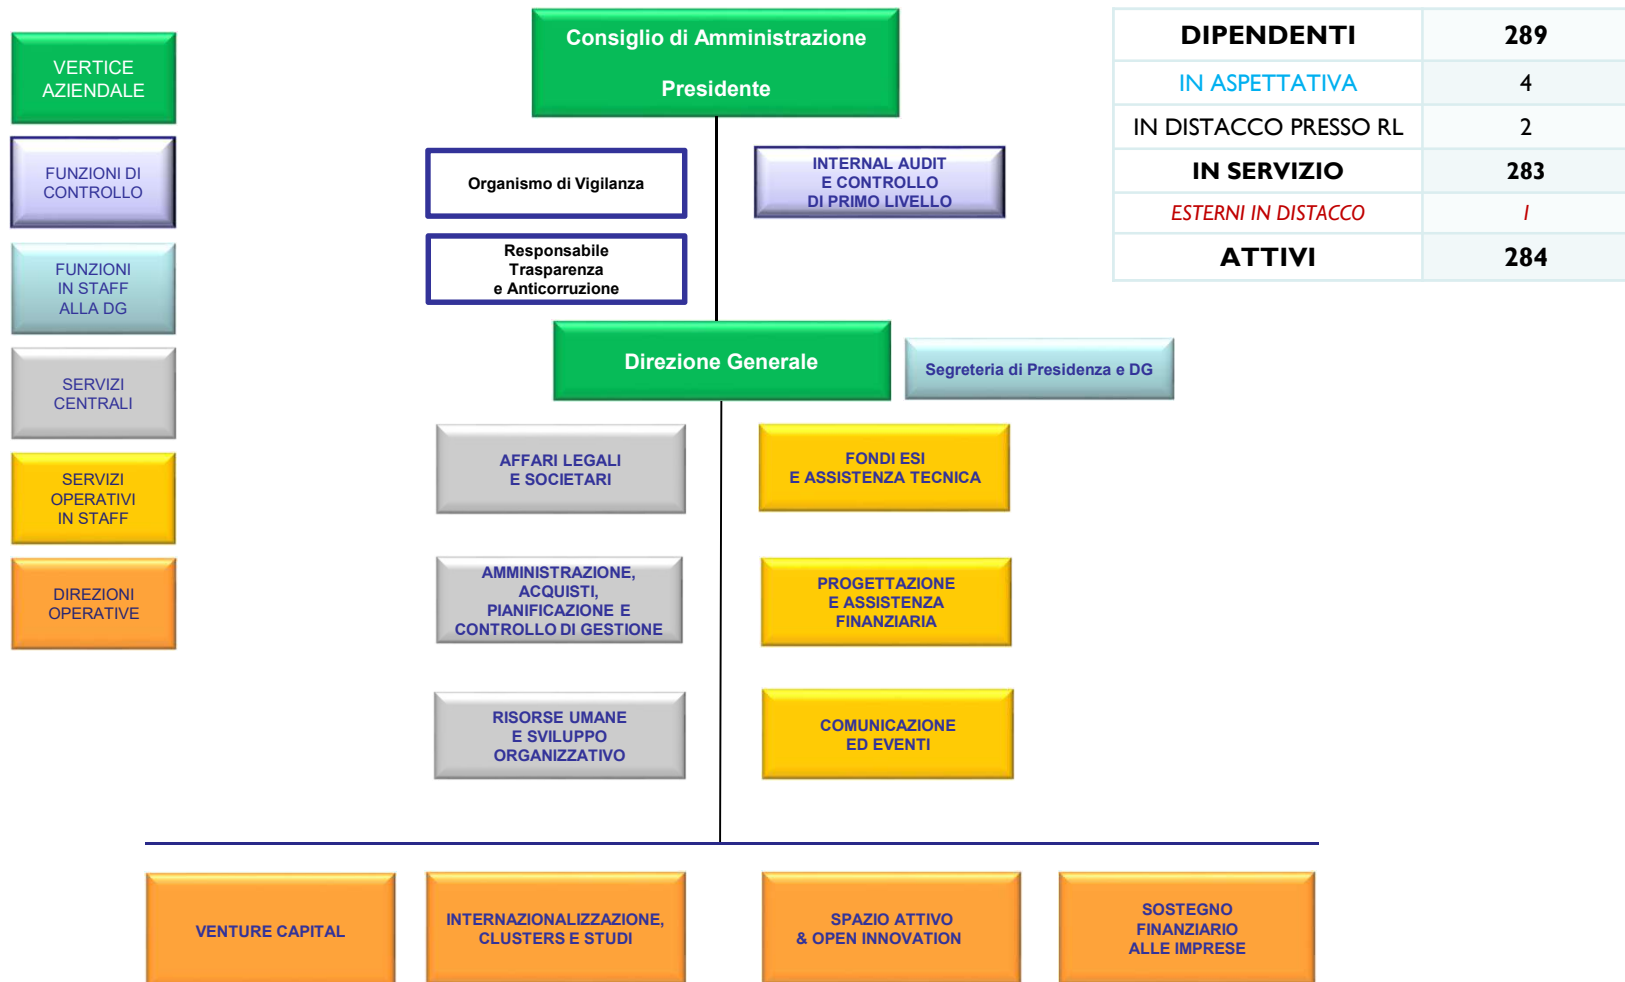 VERTICE
AZIENDALE
FUNZIONI DI
CONTROLLO
FUNZIONI
IN STAFF
ALLA DG
SERVIZI
CENTRALI
SERVIZI
OPERATIVI
IN STAFF
DIREZIONI
OPERATIVE
Consiglio di Amministrazione
Presidente
Organismo di Vigilanza
INTERNAL AUDIT
E CONTROLLO
DI PRIMO LIVELLO
Responsabile
Trasparenza
e Anticorruzione
Direzione Generale
Segreteria di Presidenza e DG
AFFARI LEGALI
E SOCIETARI
FONDI ESI
E ASSISTENZA TECNICA
AMMINISTRAZIONE,
ACQUISTI,
PIANIFICAZIONE E
CONTROLLO DI GESTIONE
PROGETTAZIONE
E ASSISTENZA
FINANZIARIA
RISORSE UMANE
E SVILUPPO
ORGANIZZATIVO
COMUNICAZIONE
ED EVENTI
VENTURE CAPITAL
INTERNAZIONALIZZAZIONE,
CLUSTERS E STUDI
SPAZIO ATTIVO
& OPEN INNOVATION
SOSTEGNO
FINANZIARIO
ALLE IMPRESE
DIPENDENTI 289
IN ASPETTATIVA 4
IN DISTACCO PRESSO RL 2
IN SERVIZIO 283
ESTERNI IN DISTACCO 1
ATTIVI 284